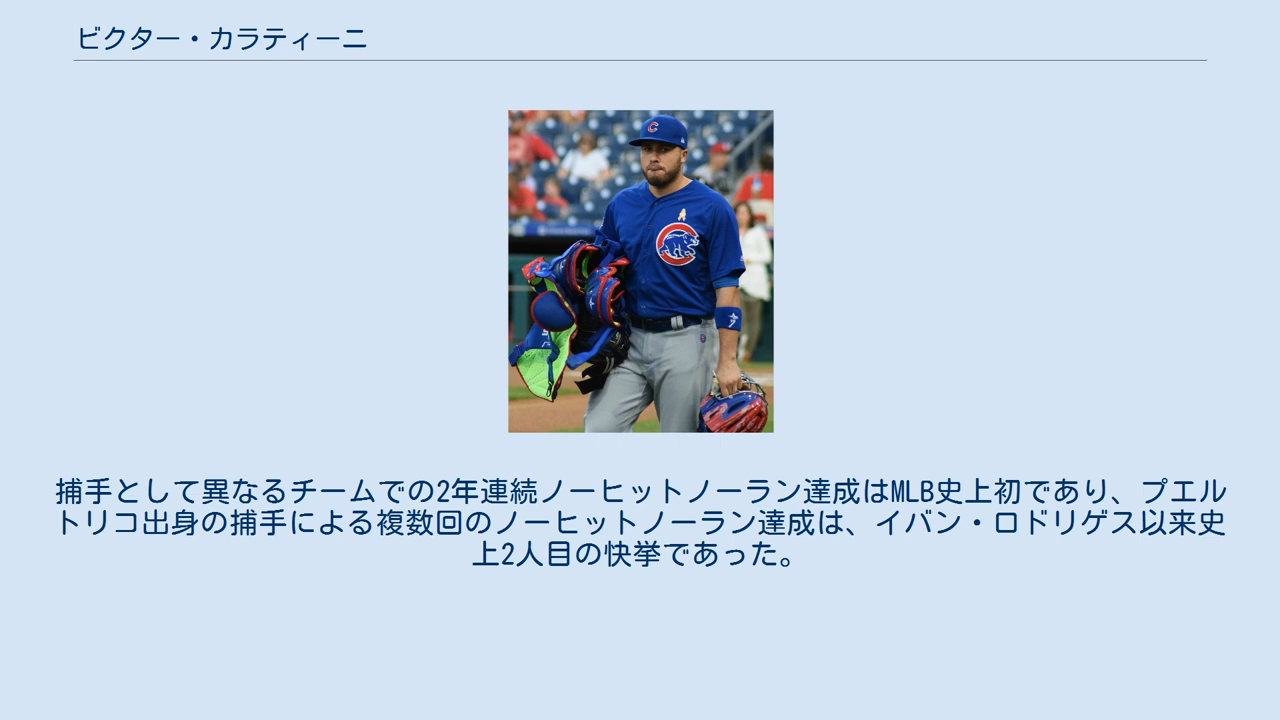 ビクター・カラティーニ
C
捕手として異なるチームでの2年連続ノーヒットノーラン達成はMLB史上初であり、プエル
トリコ出身の捕手による複数回のノーヒットノーラン達成は、イバン・ロドリゲス以来史
上2人目の快挙であった。